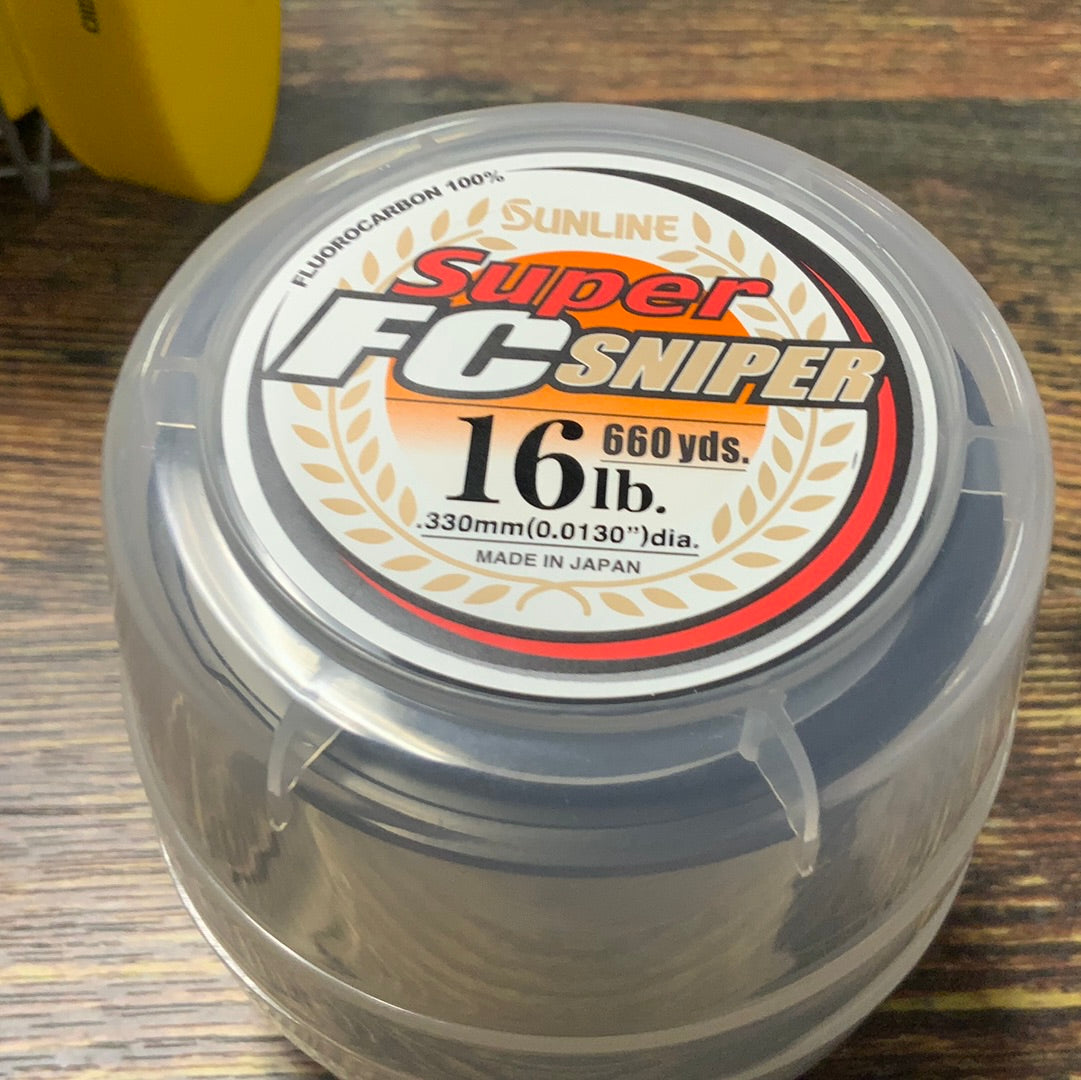 FLUOROCARBON 100%
SUNLINE
Super
FC SNIPER
16 lb. 660 yds.
.330mm(0.0130”)dia.
MADE IN JAPAN